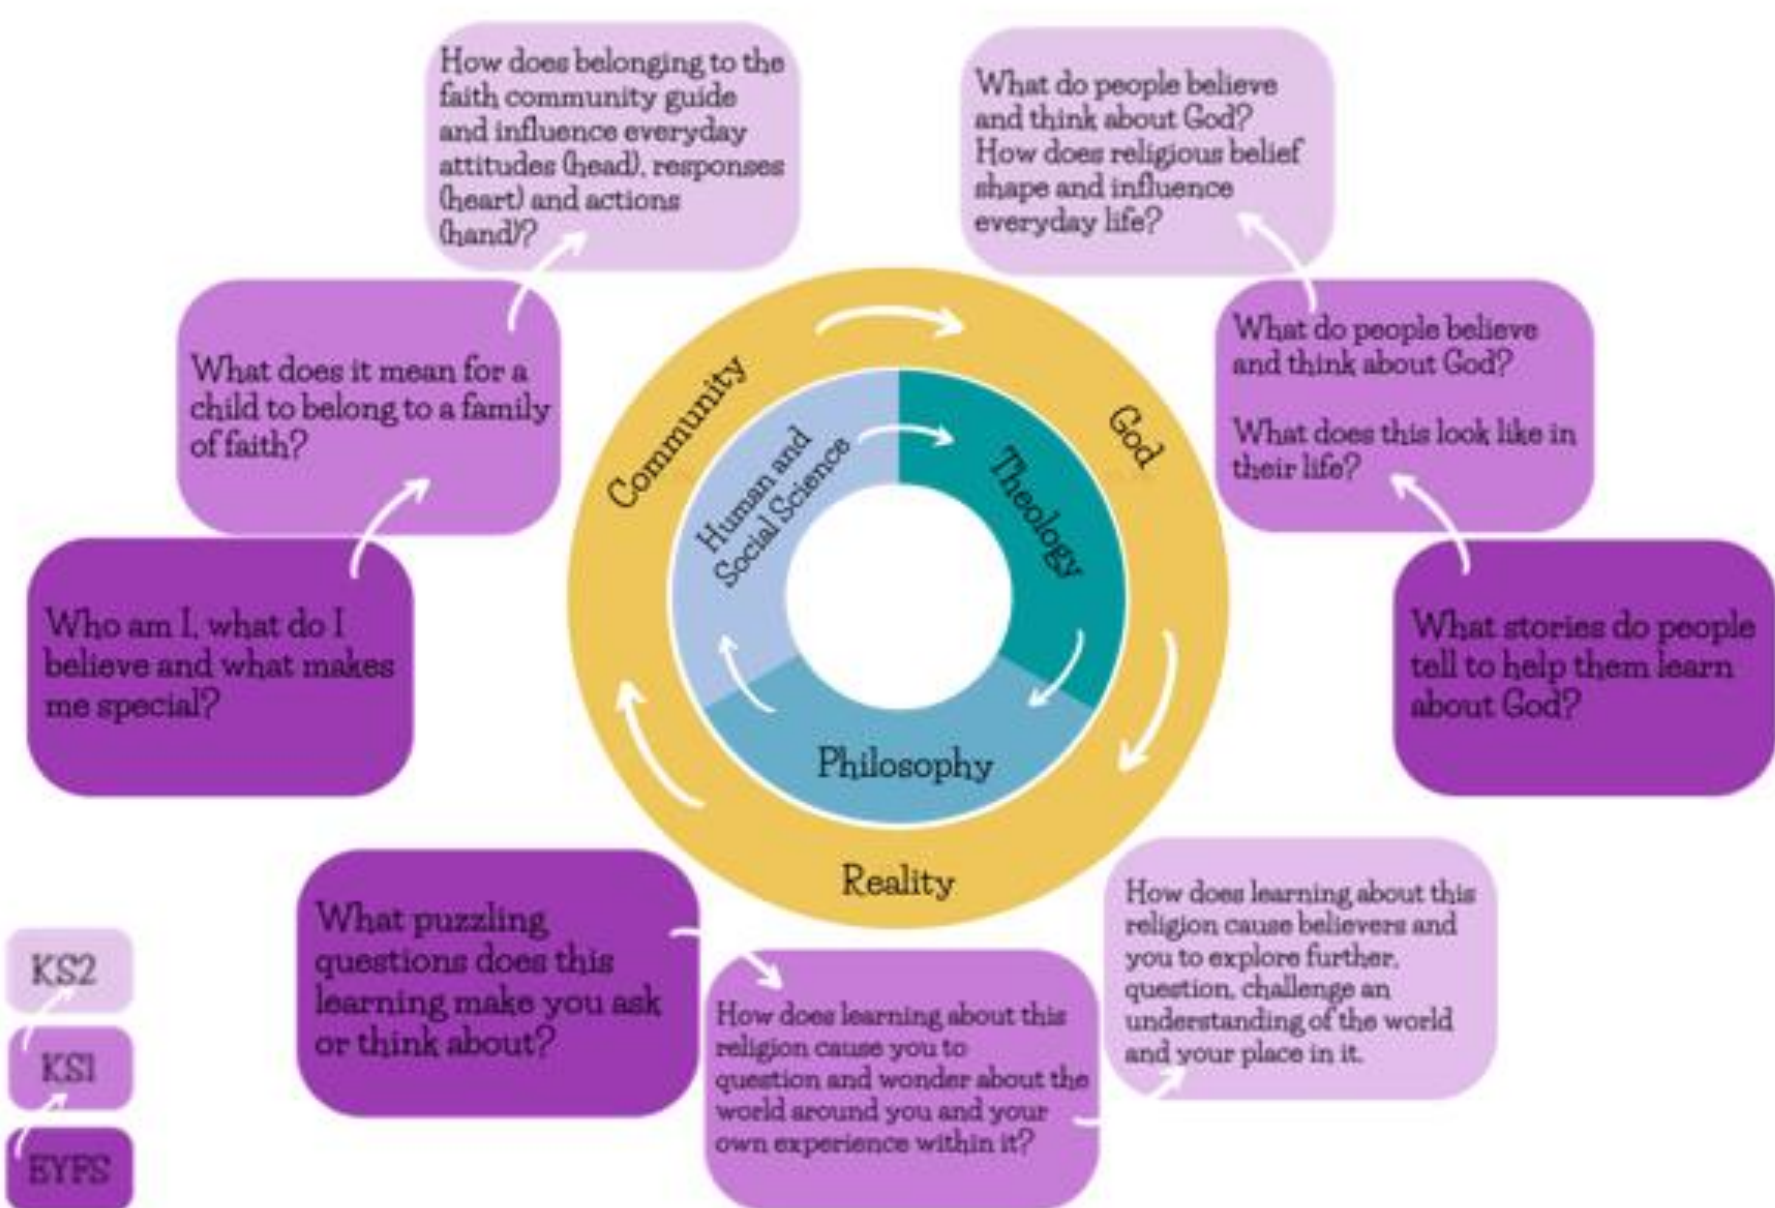 How does belonging to the
faith community guide
and influence everyday
attitudes (head), responses
(heart) and actions
(hand)?
What do people believe
and think about God?
How does religious belief
shape and influence
everyday life?
What does it mean for a
child to belong to a family
of faith?
What do people believe
and think about God?
What does this look like in
their life?
Who am I, what do I
believe and what makes
me special?
What stories do people
tell to help them learn
about God?
Community
God
Reality
Human and
Social Science
Theology
Philosophy
What puzzling
questions does this
learning make you ask
or think about?
How does learning about this
religion cause you to
question and wonder about the
world around you and your
own experience within it?
How does learning about this
religion cause believers and
you to explore further,
question, challenge an
understanding of the world
and your place in it.
KS2
KS1
EYFS